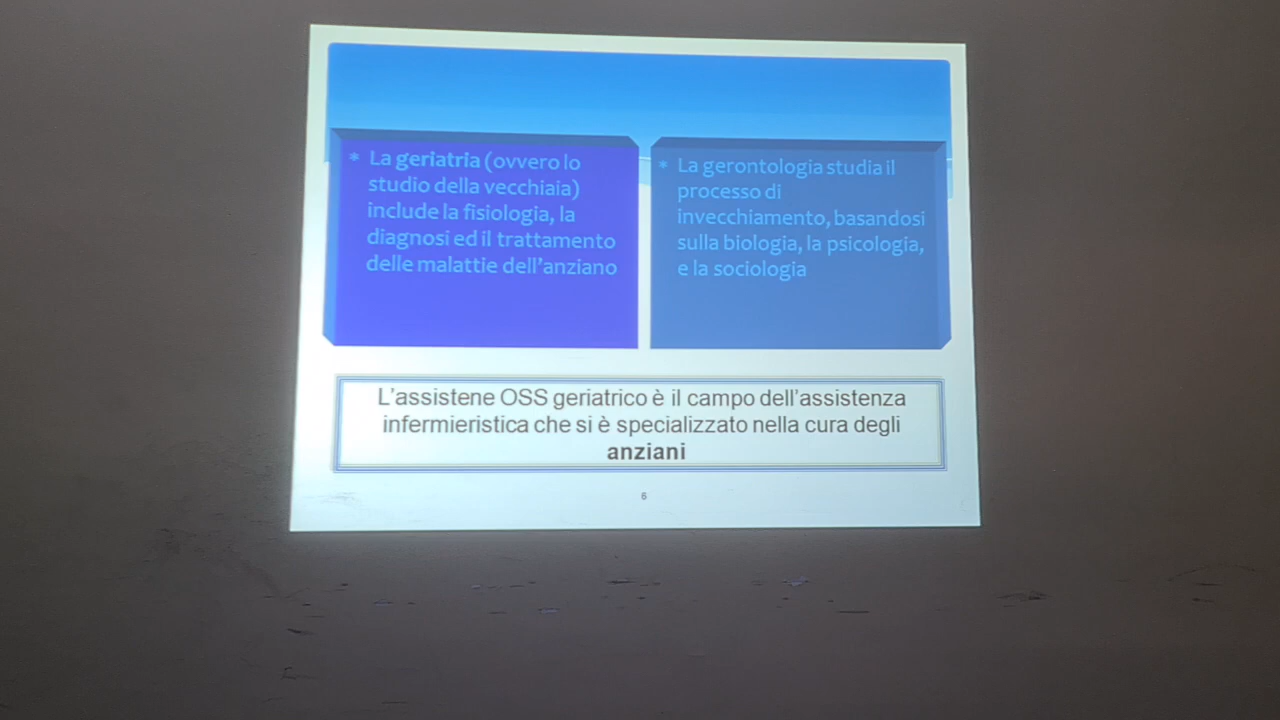 * La geriatria (ovvero lo
studio della vecchiaia)
include la fisiologia, la
diagnosi ed il trattamento
delle malattie dell'anziano
* La gerontologia studia il
processo di
invecchiamento, basandosi
sulla biologia, la psicologia,
e la sociologia
L'assistene OSS geriatrico è il campo dell'assistenza
infermieristica che si è specializzato nella cura degli
anziani
6